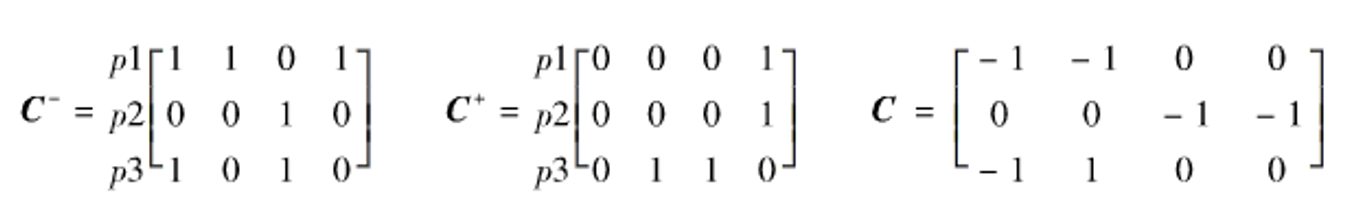 p1 1 1 0 1 p1 0 0 0 1 - 1 - 1 0 0
C- = p2 0 0 1 0 C+ = p2 0 0 0 1 C = 0 0 - 1 - 1
p3 1 0 1 0 p3 0 1 1 0 - 1 1 0 0